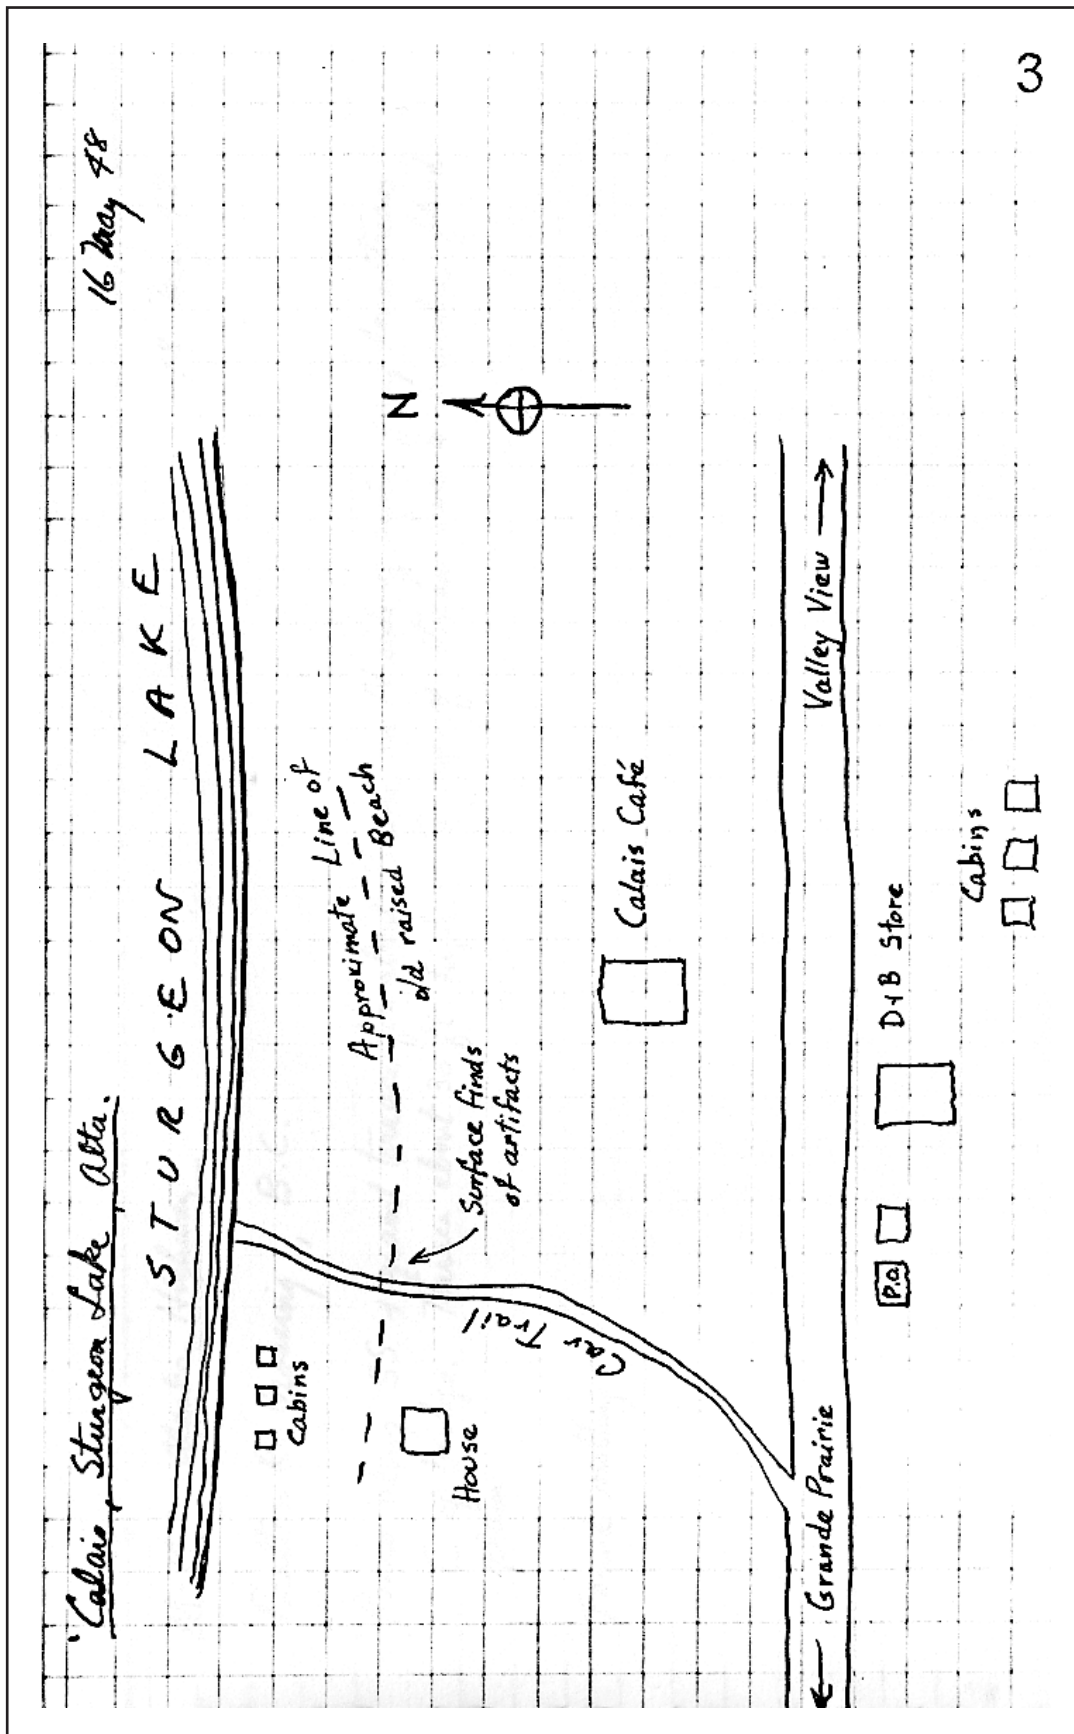 3
Calais, Sturgeon Lake, Alta.
16 May 48
STURGEON LAKE
N
Approximate Line of
old raised Beach
Surface finds
of artifacts
Cabins
House
Car Trail
Calais Café
Grande Prairie
Valley View
P.O.
D+B Store
Cabins